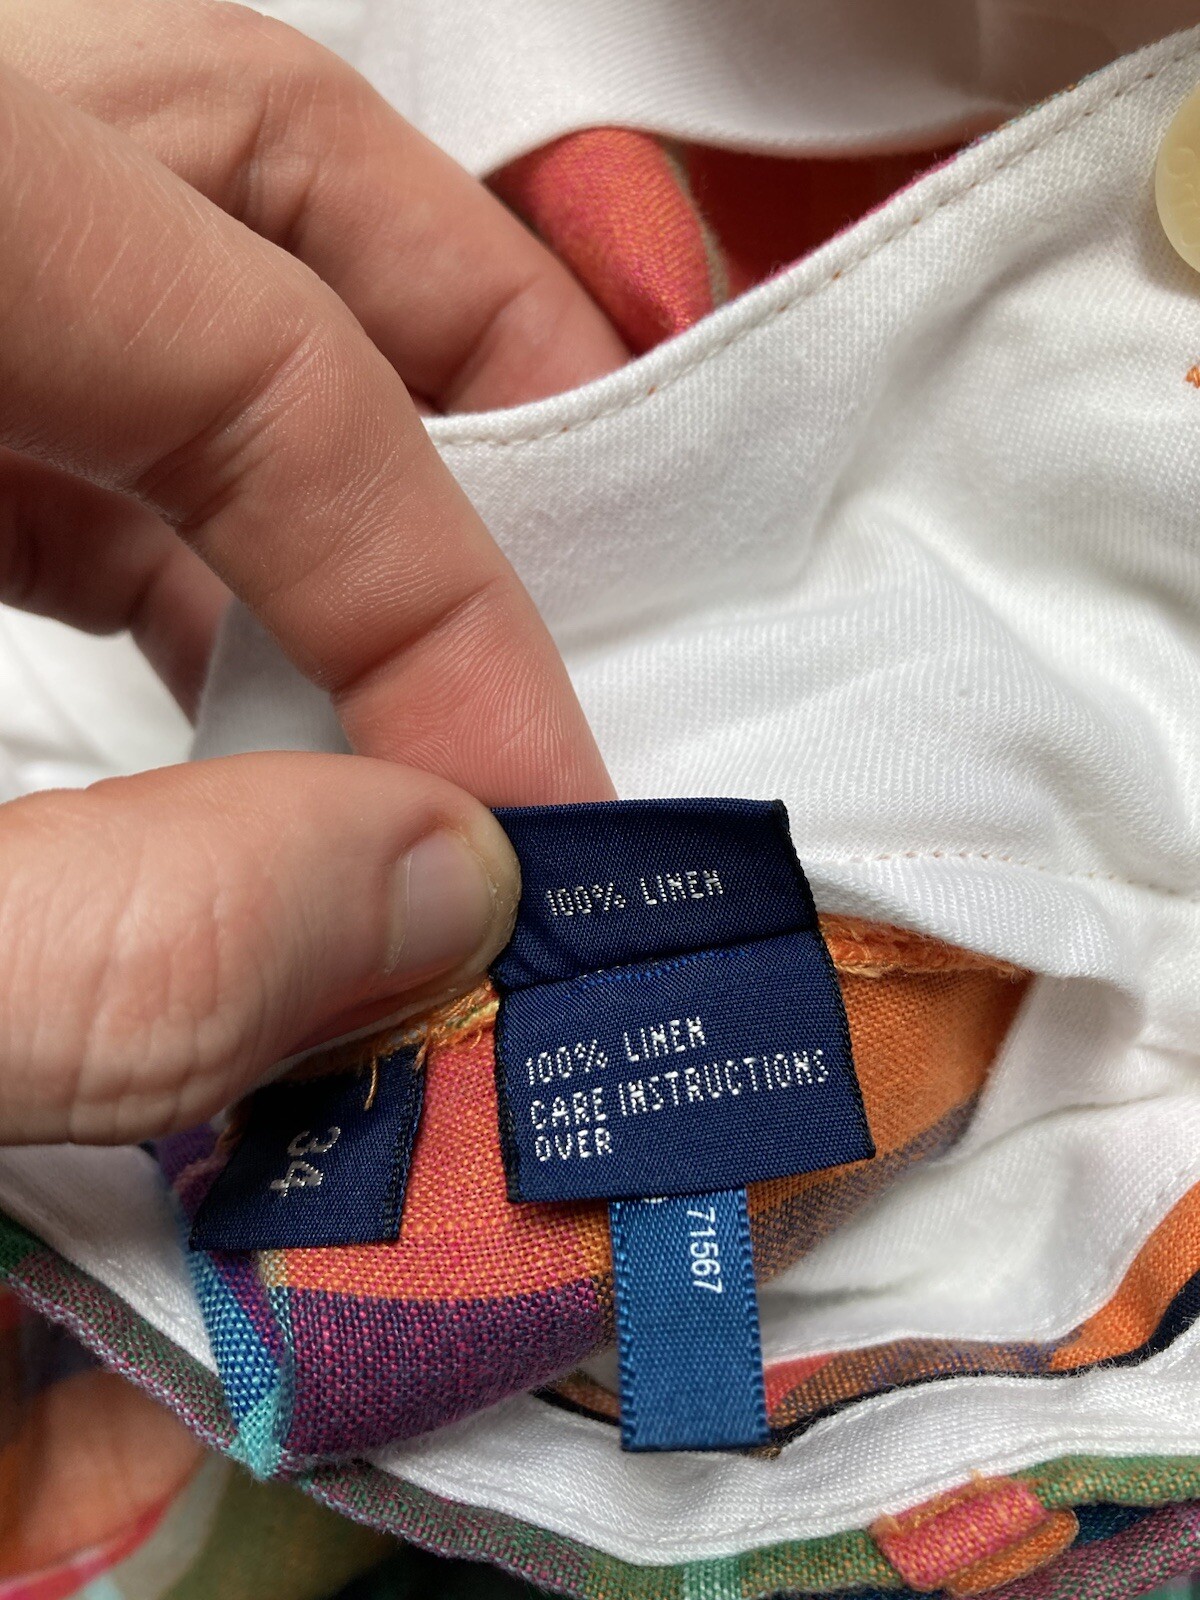 100% LINEN
100% LINEN
CARE INSTRUCTIONS
OVER
34
71567